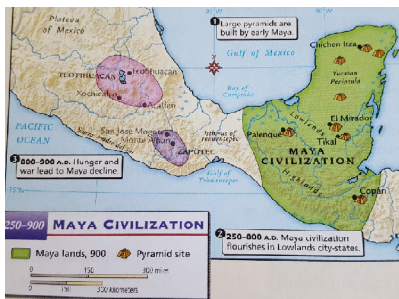 Plateau
of Mexico
1 Large pyramids are
built by early Maya.
Gulf of Mexico
Chichen Itza
TEOTIHUACAN
Teotihuacan
Yucatan
Peninsula
Bay of
Campeche
Xochicalco
Acatlan
El Mirador
Lowlands
PACIFIC
OCEAN
San Jose Mogote
Monte Alban
Isthmus of
Tehuantepec
Palenque
Tikal
ZAPOTEC
MAYA
CIVILIZATION
3 800–900 A.D. Hunger and
war lead to Maya decline
Gulf of
Tehuantepec
Highlands
15°N
Copán
250-900 MAYA CIVILIZATION
2 250–800 A.D. Maya civilization
flourishes in Lowlands city-states.
Maya lands, 900
Pyramid site
0 150 300 miles
0 150 300 kilometers